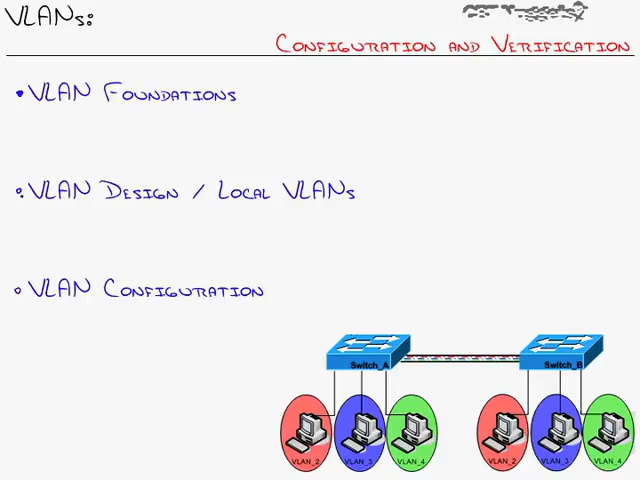 VLANs:
Configuration and Verification
VLAN Foundations
VLAN Design / Local VLANs
VLAN Configuration
Switch_A Switch_B
VLAN_2 VLAN_3 VLAN_4 VLAN_2 VLAN_3 VLAN_4